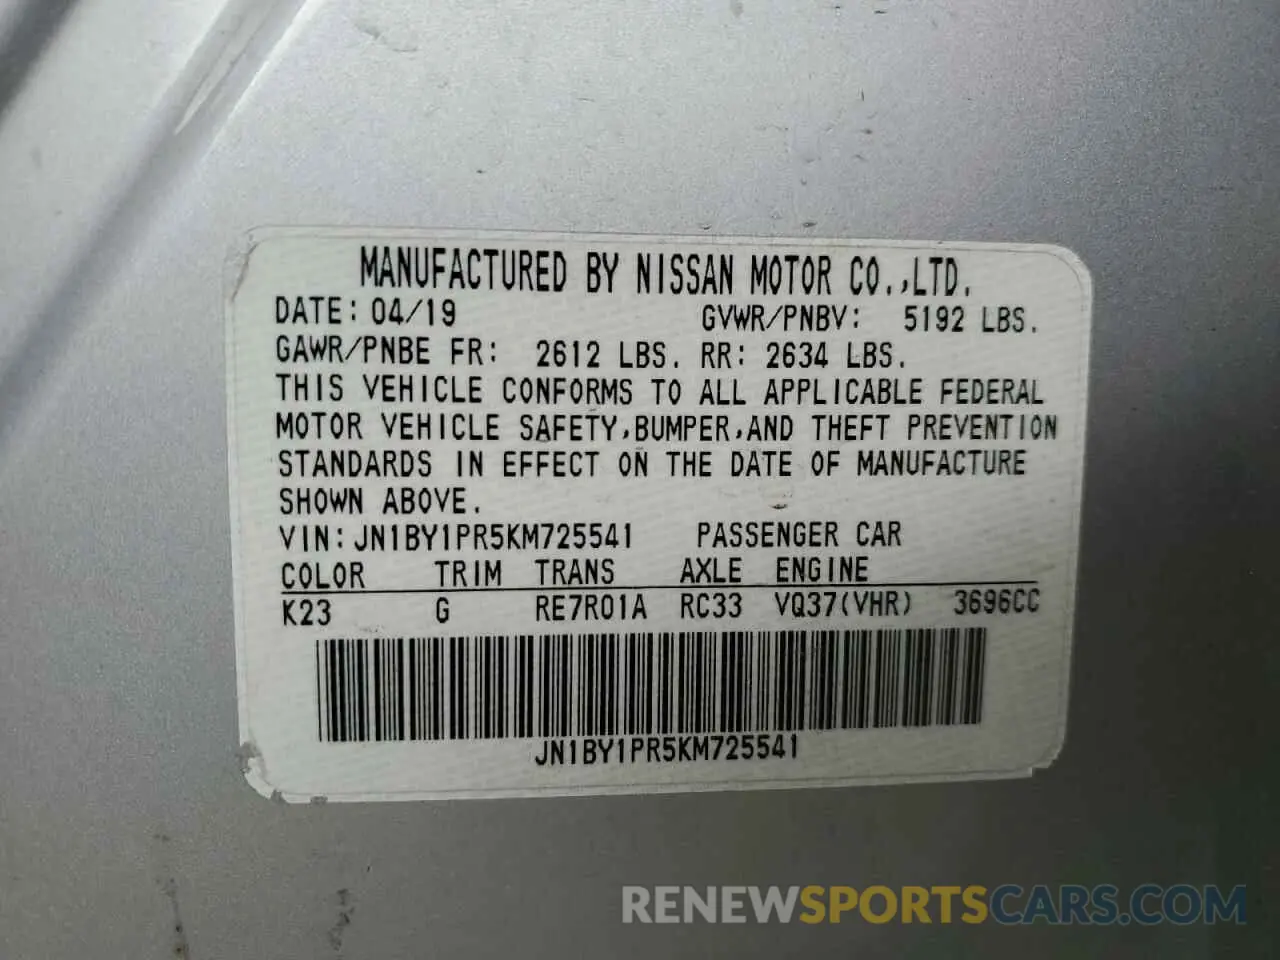 MANUFACTURED BY NISSAN MOTOR CO.,LTD.
DATE: 04/19 GVWR/PNBV: 5192 LBS.
GAWR/PNBE FR: 2612 LBS. RR: 2634 LBS.
THIS VEHICLE CONFORMS TO ALL APPLICABLE FEDERAL
MOTOR VEHICLE SAFETY,BUMPER,AND THEFT PREVENTION
STANDARDS IN EFFECT ON THE DATE OF MANUFACTURE
SHOWN ABOVE.
VIN:JN1BY1PR5KM725541 PASSENGER CAR
COLOR TRIM TRANS AXLE ENGINE
K23 G RE7R01A RC33 VQ37(VHR) 3696CC
JN1BY1PR5KM725541
RENEWSPORTSCARS.COM